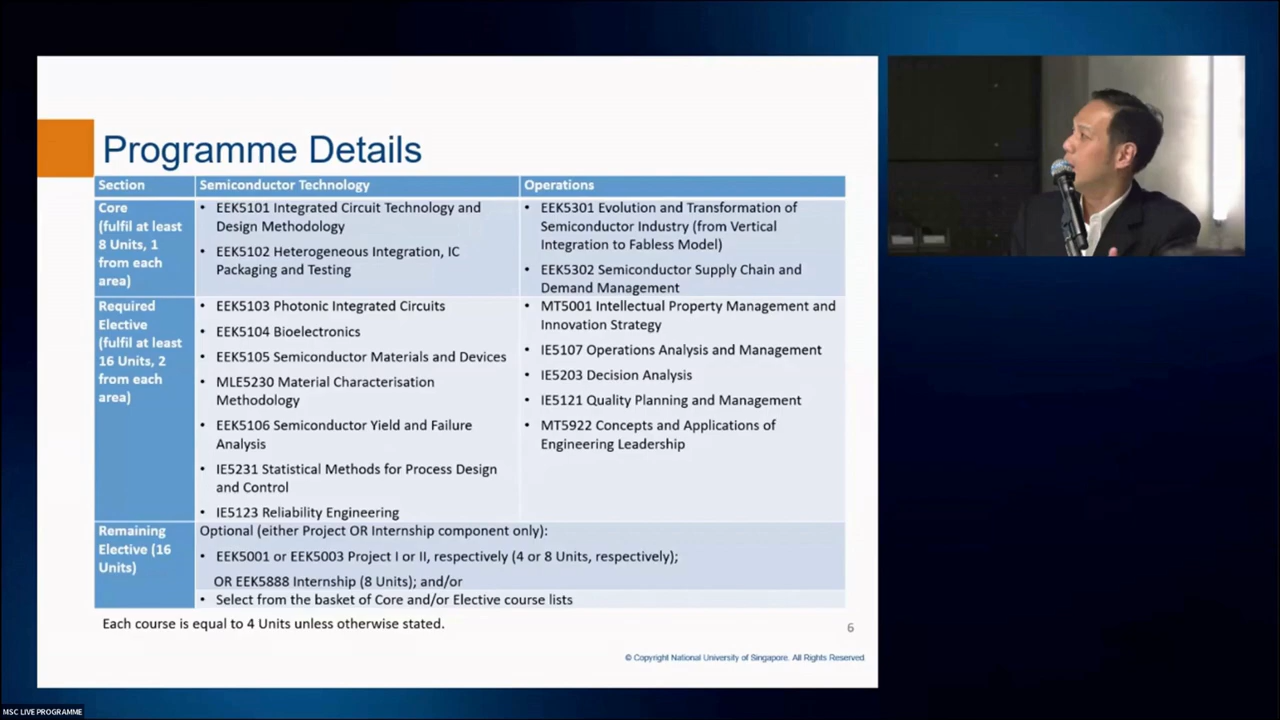 Programme Details
Section
Semiconductor Technology
Operations
Core
(fulfil at least
8 Units, 1
from each
area)
• EEK5101 Integrated Circuit Technology and
Design Methodology
• EEK5102 Heterogeneous Integration, IC
Packaging and Testing
• EEK5301 Evolution and Transformation of
Semiconductor Industry (from Vertical
Integration to Fabless Model)
• EEK5302 Semiconductor Supply Chain and
Demand Management
Required
Elective
(fulfil at least
16 Units, 2
from each
area)
• EEK5103 Photonic Integrated Circuits
• EEK5104 Bioelectronics
• EEK5105 Semiconductor Materials and Devices
• MLE5230 Material Characterisation
Methodology
• EEK5106 Semiconductor Yield and Failure
Analysis
• IE5231 Statistical Methods for Process Design
and Control
• IE5123 Reliability Engineering
• MT5001 Intellectual Property Management and
Innovation Strategy
• IE5107 Operations Analysis and Management
• IE5203 Decision Analysis
• IE5121 Quality Planning and Management
• MT5922 Concepts and Applications of
Engineering Leadership
Remaining
Elective (16
Units)
Optional (either Project OR Internship component only):
• EEK5001 or EEK5003 Project I or II, respectively (4 or 8 Units, respectively);
OR EEK5888 Internship (8 Units); and/or
• Select from the basket of Core and/or Elective course lists
Each course is equal to 4 Units unless otherwise stated.
6
© Copyright National University of Singapore. All Rights Reserved
MSC LIVE PROGRAMME